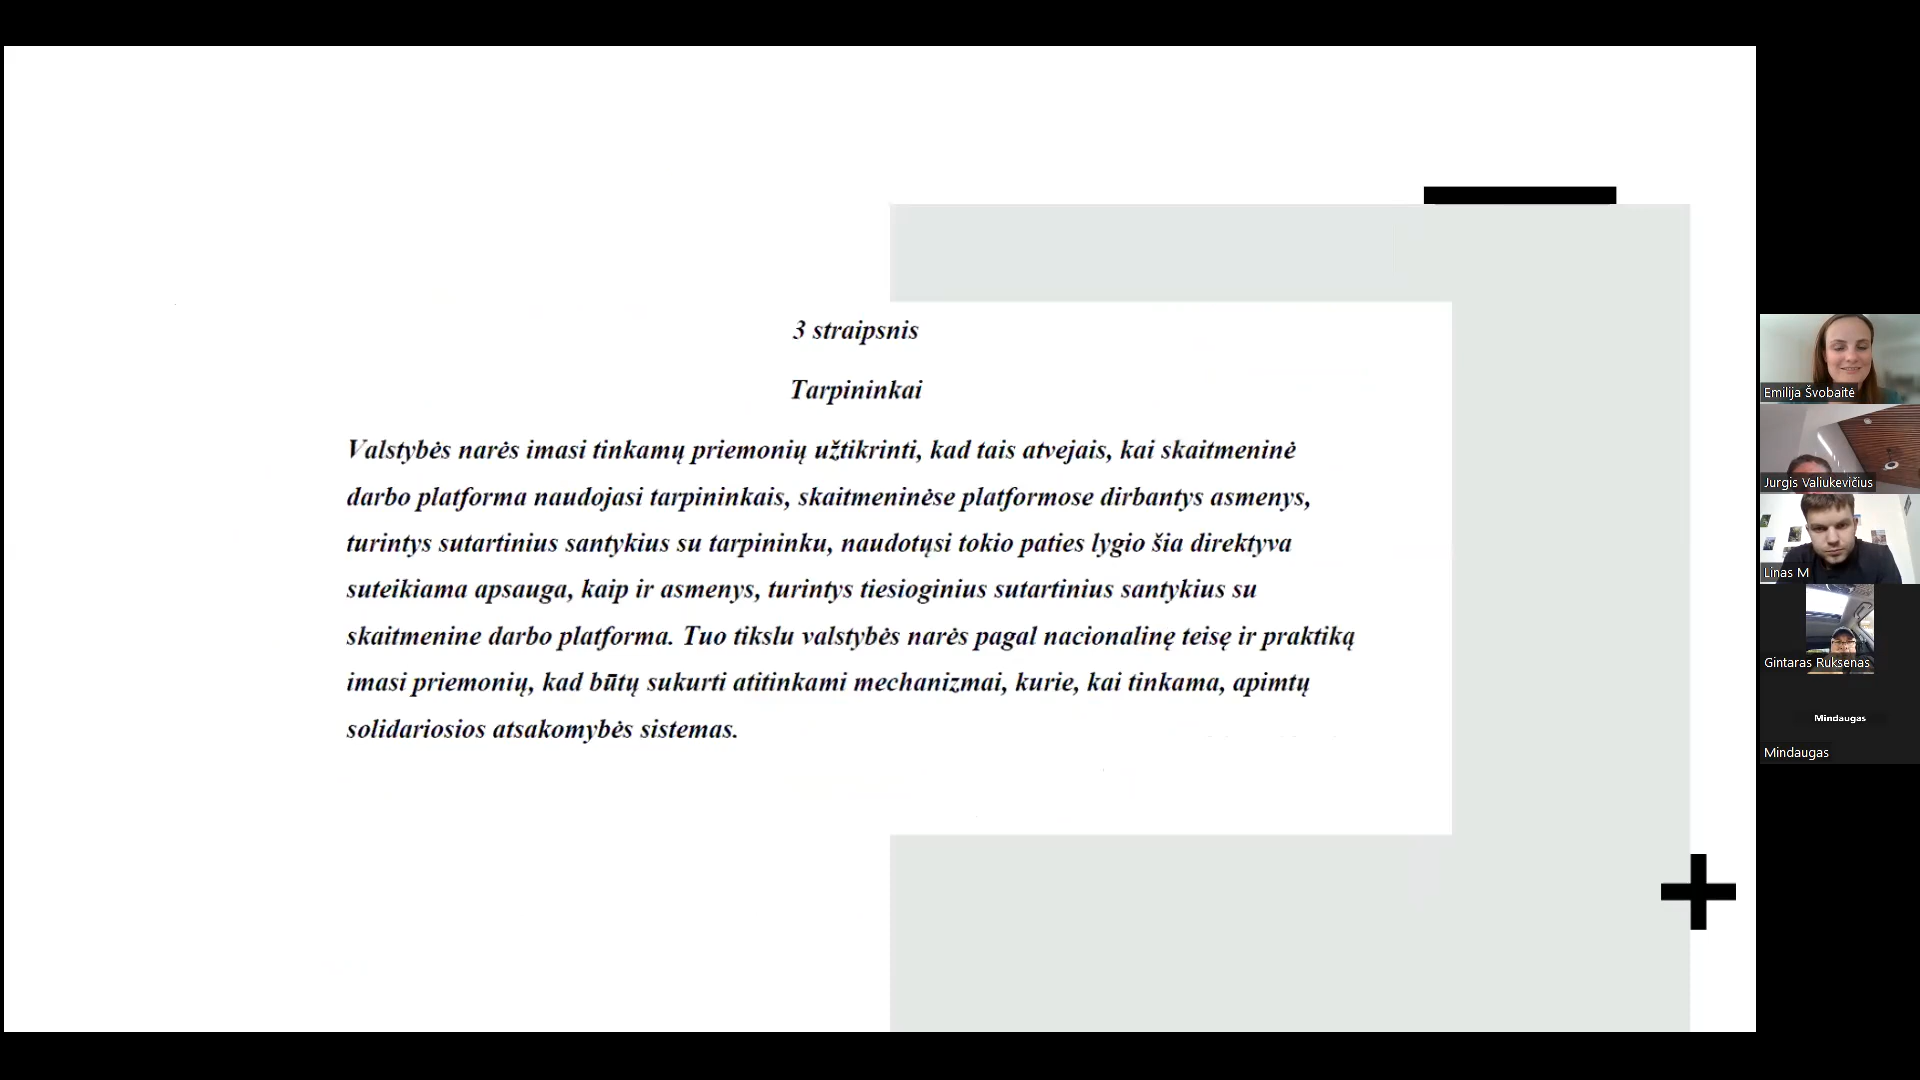 3 straipsnis
Tarpininkai
Valstybės narės imasi tinkamų priemonių užtikrinti, kad tais atvejais, kai skaitmeninė
darbo platforma naudojasi tarpininkais, skaitmeninėse platformose dirbantys asmenys,
turintys sutartinius santykius su tarpininku, naudotųsi tokio paties lygio šia direktyva
suteikiama apsauga, kaip ir asmenys, turintys tiesioginius sutartinius santykius su
skaitmenine darbo platforma. Tuo tikslu valstybės narės pagal nacionalinę teisę ir praktiką
imasi priemonių, kad būtų sukurti atitinkami mechanizmai, kurie, kai tinkama, apimtų
solidariosios atsakomybės sistemas.
Emilija Švobaitė
Jurgis Valiukevičius
Linas M
Gintaras Ruksenas
Mindaugas
Mindaugas